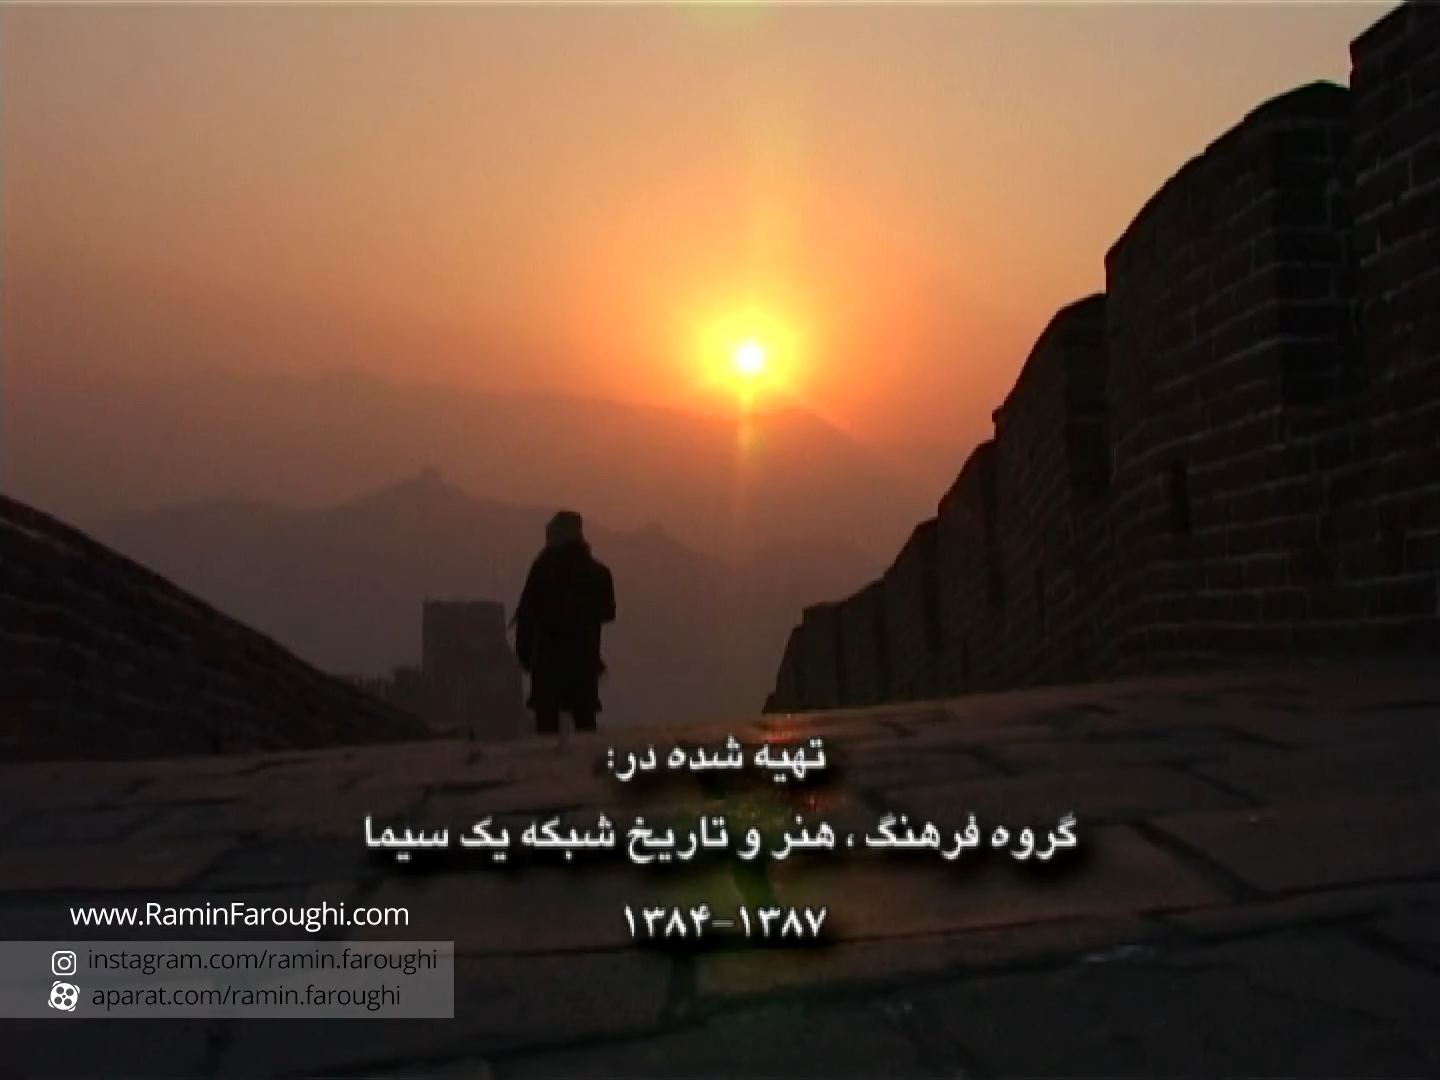 تهیه شده در:
گروه فرهنگ ، هنر و تاریخ شبکه یک سیما
۱۳۸۴-۱۳۸۷
www.RaminFaroughi.com
instagram.com/ramin.faroughi
aparat.com/ramin.faroughi